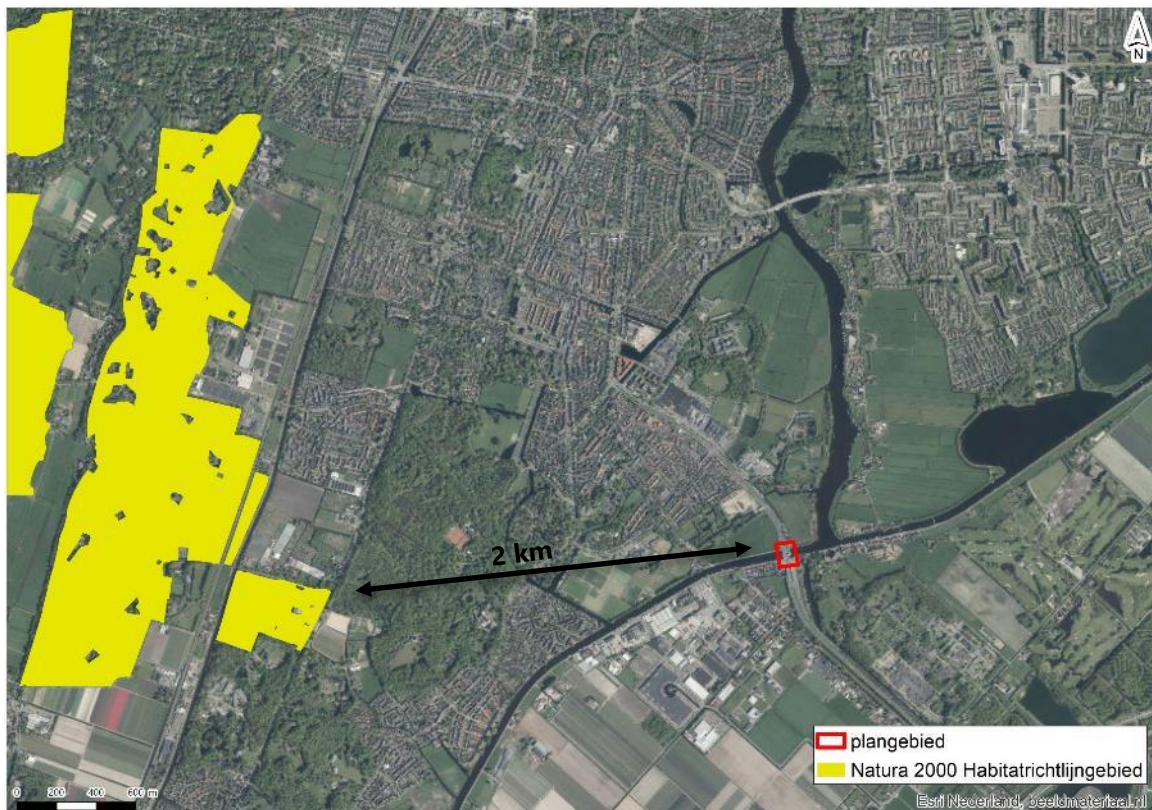 N
2 km
0 200 400 600 m
plangebied
Natura 2000 Habitatrichtlijngebied
Esri Nederland, beeldmateriaal.nl